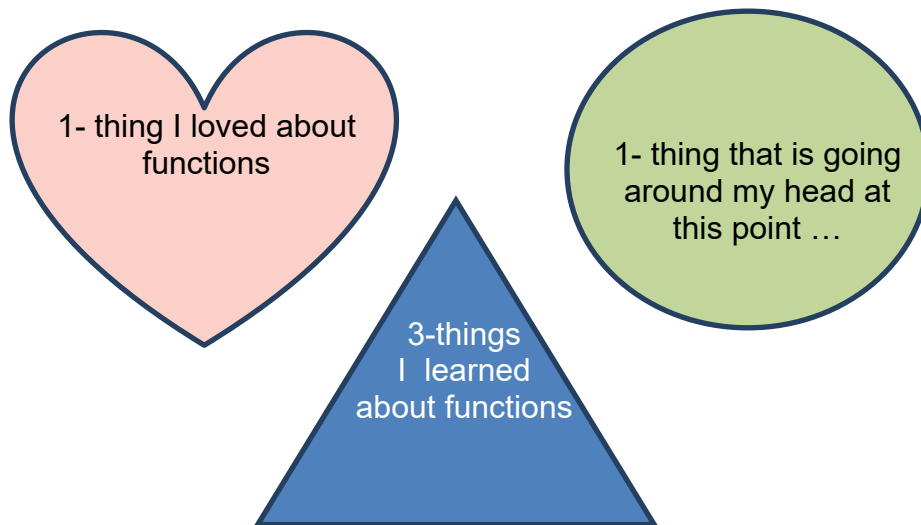 1- thing I loved about
functions
1- thing that is going
around my head at
this point …
3-things
I  learned
about functions